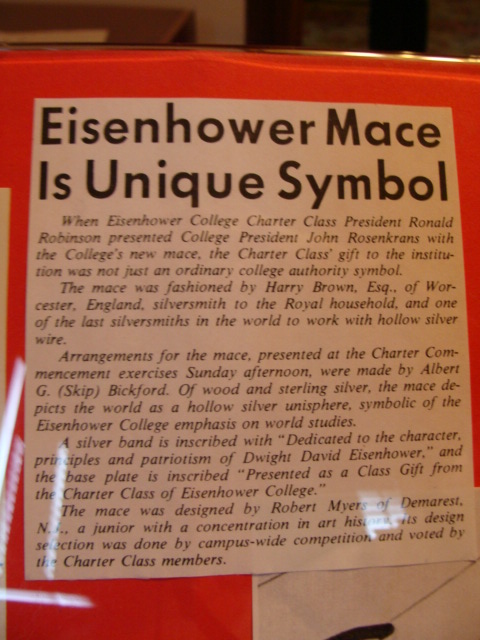 Eisenhower Mace
Is Unique Symbol
When Eisenhower College Charter Class President Ronald
Robinson presented College President John Rosenkrans with
the College's new mace, the Charter Class' gift to the institu-
tion was not just an ordinary college authority symbol.
The mace was fashioned by Harry Brown, Esq., of Wor-
cester, England, silversmith to the Royal household, and one
of the last silversmiths in the world to work with hollow silver
wire.
Arrangements for the mace, presented at the Charter Com-
mencement exercises Sunday afternoon, were made by Albert
G. (Skip) Bickford. Of wood and sterling silver, the mace de-
picts the world as a hollow silver unisphere, symbolic of the
Eisenhower College emphasis on world studies.
A silver band is inscribed with "Dedicated to the character,
principles and patriotism of Dwight David Eisenhower," and
the base plate is inscribed "Presented as a Class Gift from
the Charter Class of Eisenhower College."
The mace was designed by Robert Myers of Demarest,
N.J., a junior with a concentration in art history. Its design
selection was done by campus-wide competition and voted by
the Charter Class members.